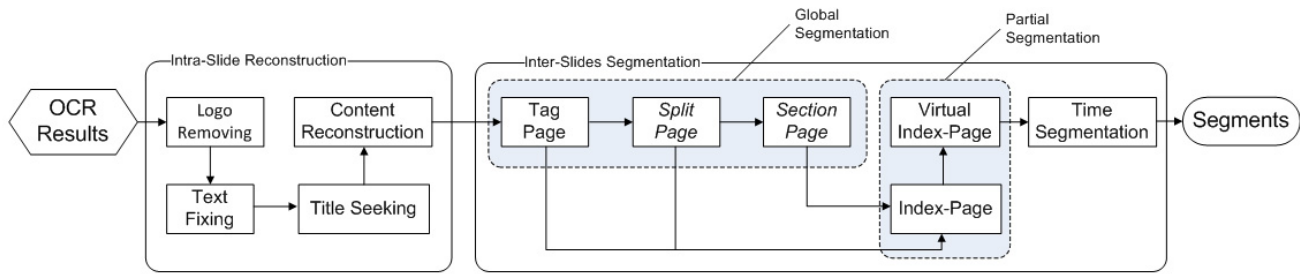 Global
Segmentation
Partial
Segmentation
Intra-Slide Reconstruction
Inter-Slides Segmentation
OCR
Results
Logo
Removing
Content
Reconstruction
Tag
Page
Split
Page
Section
Page
Virtual
Index-Page
Time
Segmentation
Segments
Text
Fixing
Title Seeking
Index-Page